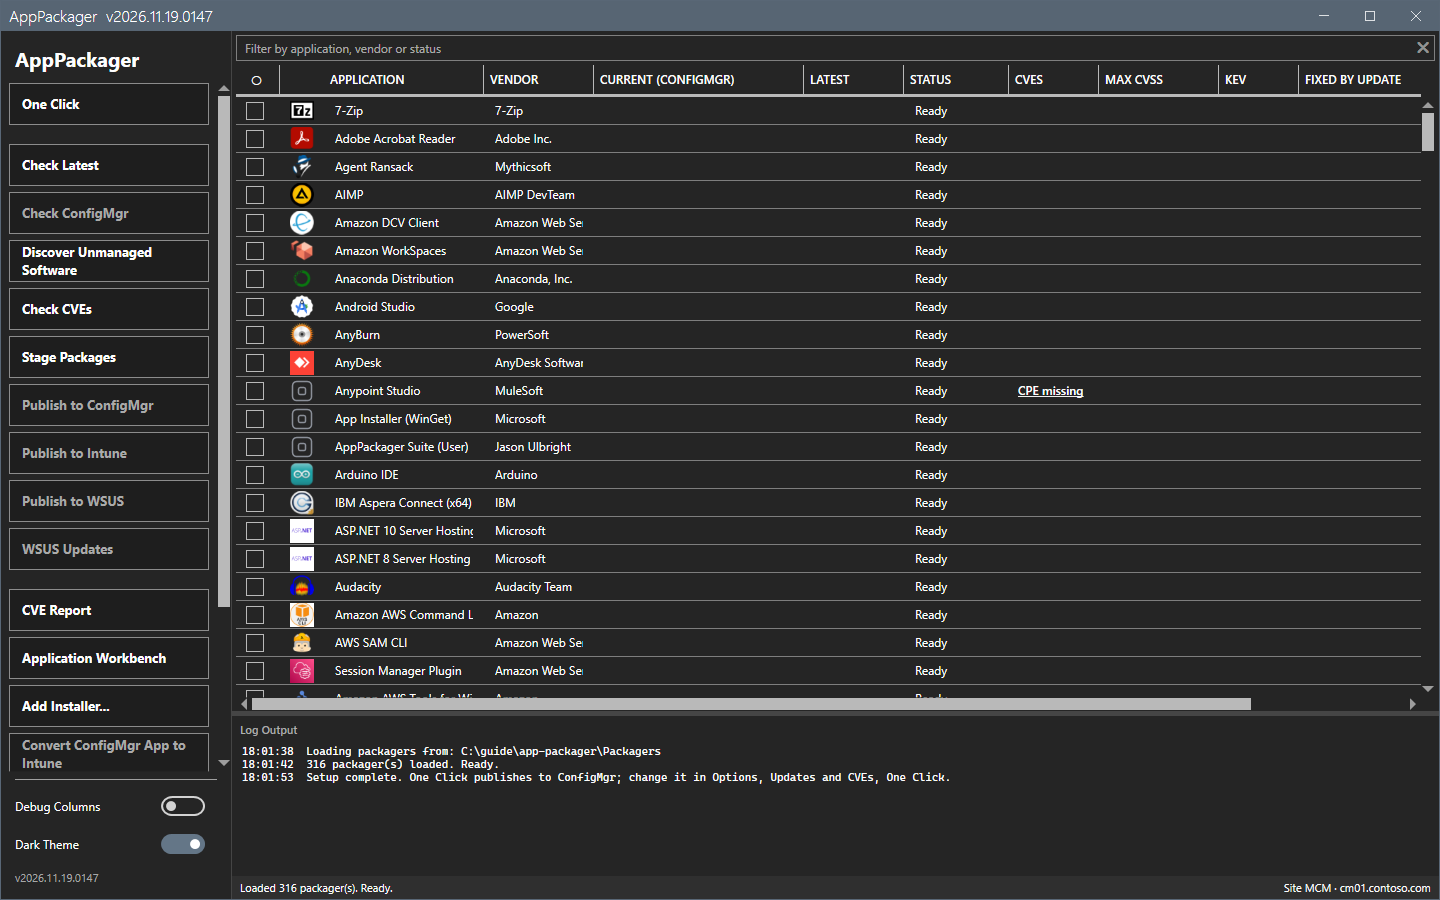 AppPackager v2026.11.19.0147
AppPackager
One Click
Check Latest
Check ConfigMgr
Discover Unmanaged
Software
Check CVEs
Stage Packages
Publish to ConfigMgr
Publish to Intune
Publish to WSUS
WSUS Updates
CVE Report
Application Workbench
Add Installer...
Convert ConfigMgr App to
Intune
Debug Columns
Dark Theme
v2026.11.19.0147
Filter by application, vendor or status
APPLICATION VENDOR CURRENT (CONFIGMGR) LATEST STATUS CVES MAX CVSS KEV FIXED BY UPDATE
7-Zip 7-Zip Ready
Adobe Acrobat Reader Adobe Inc. Ready
Agent Ransack Mythicsoft Ready
AIMP AIMP DevTeam Ready
Amazon DCV Client Amazon Web Se Ready
Amazon WorkSpaces Amazon Web Se Ready
Anaconda Distribution Anaconda, Inc. Ready
Android Studio Google Ready
AnyBurn PowerSoft Ready
AnyDesk AnyDesk Softwar Ready
Anypoint Studio MuleSoft Ready CPE missing
App Installer (WinGet) Microsoft Ready
AppPackager Suite (User) Jason Ulbright Ready
Arduino IDE Arduino Ready
IBM Aspera Connect (x64) IBM Ready
ASP.NET 10 Server Hosting Microsoft Ready
ASP.NET 8 Server Hosting Microsoft Ready
Audacity Audacity Team Ready
Amazon AWS Command L Amazon Ready
AWS SAM CLI Amazon Web Se Ready
Session Manager Plugin Amazon Web Se Ready
Amazon AWS Tools for Wi Amazon Ready
Log Output
18:01:38 Loading packagers from: C:\guide\app-packager\Packagers
18:01:42 316 packager(s) loaded. Ready.
18:01:53 Setup complete. One Click publishes to ConfigMgr; change it in Options, Updates and CVEs, One Click.
Loaded 316 packager(s). Ready.
Site MCM · cm01.contoso.com